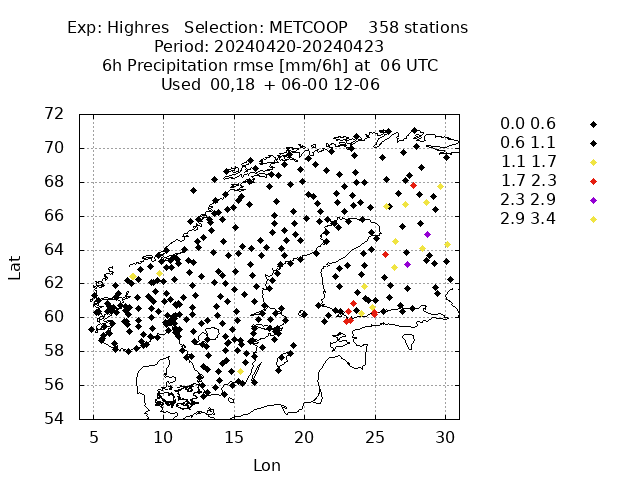 Exp: Highres Selection: METCOOP 358 stations
Period: 20240420-20240423
6h Precipitation rmse [mm/6h] at 06 UTC
Used 00,18 + 06-00 12-06
72
70
68
66
64
62
60
58
56
54
Lat
5 10 15 20 25 30
Lon
0.0 0.6
0.6 1.1
1.1 1.7
1.7 2.3
2.3 2.9
2.9 3.4